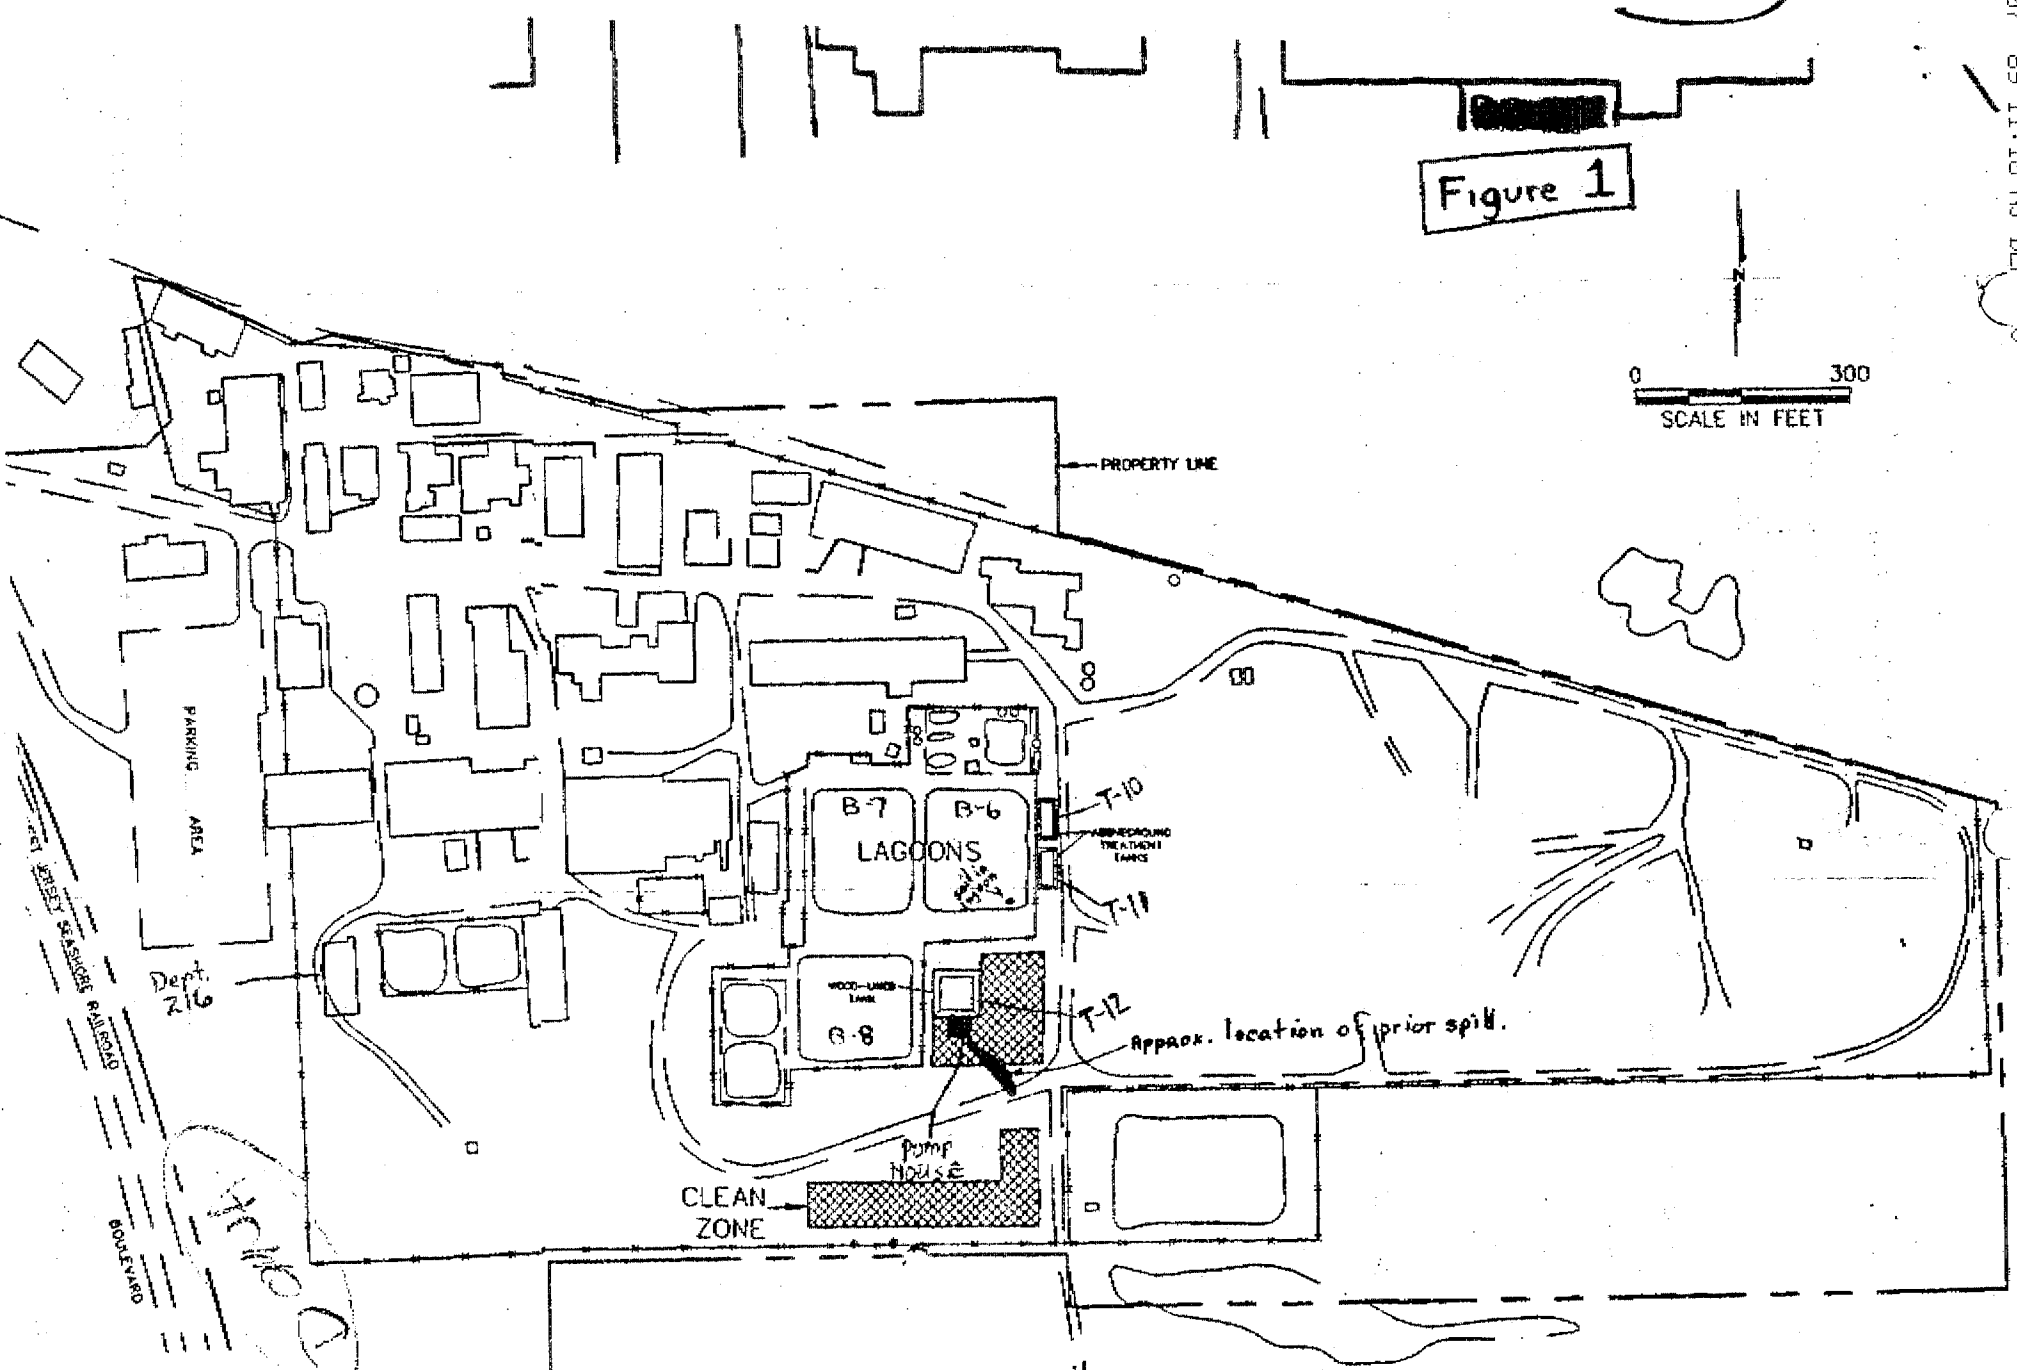 Figure 1
N
0 300
SCALE IN FEET
PROPERTY LINE
PARKING AREA
B-7
B-6
LAGOONS
T-10
ABOVEGROUND
TREATMENT
TANKS
T-11
Dept.
216
WOOD-LINED
TANK
T-12
B-8
Approx. location of prior spill.
Pump
House
CLEAN
ZONE
JERSEY SEASHORE RAILROAD
BOULEVARD